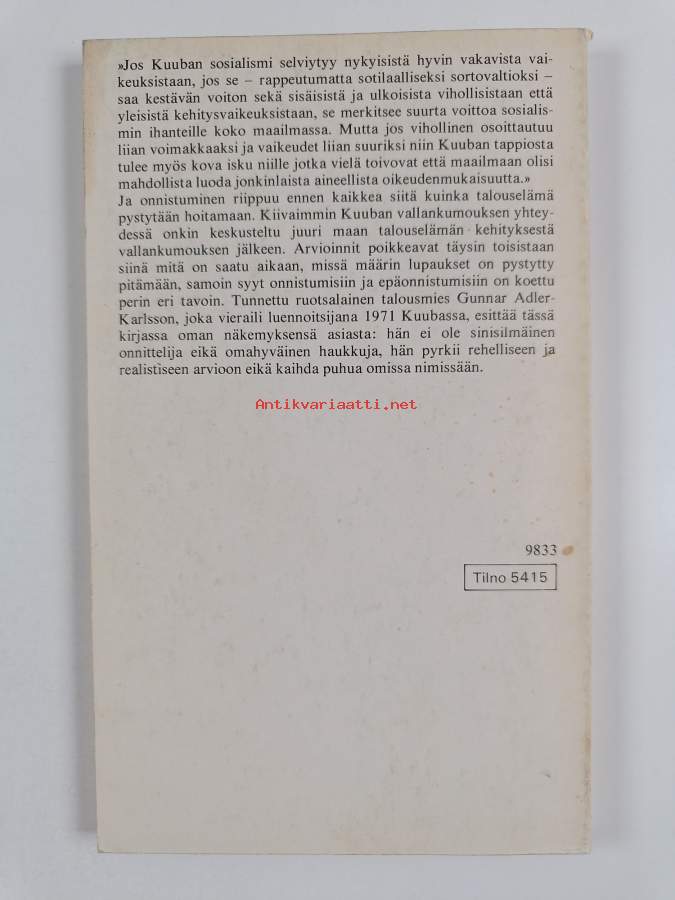 »Jos Kuuban sosialismi selviytyy nykyisistä hyvin vakavista vai-
keuksistaan, jos se – rappeutumatta sotilaalliseksi sortovaltioksi –
saa kestävän voiton sekä sisäisistä ja ulkoisista vihollisistaan että
yleisistä kehitysvaikeuksistaan, se merkitsee suurta voittoa sosialis-
min ihanteille koko maailmassa. Mutta jos vihollinen osoittautuu
liian voimakkaaksi ja vaikeudet liian suuriksi niin Kuuban tappiosta
tulee myös kova isku niille jotka vielä toivovat että maailmaan olisi
mahdollista luoda jonkinlaista aineellista oikeudenmukaisuutta.»
Ja onnistuminen riippuu ennen kaikkea siitä kuinka talouselämä
pystytään hoitamaan. Kiivaimmin Kuuban vallankumouksen yhtey-
dessä onkin keskusteltu juuri maan talouselämän kehityksestä
vallankumouksen jälkeen. Arvioinnit poikkeavat täysin toisistaan
siinä mitä on saatu aikaan, missä määrin lupaukset on pystytty
pitämään, samoin syyt onnistumisiin ja epäonnistumisiin on koettu
perin eri tavoin. Tunnettu ruotsalainen talousmies Gunnar Adler-
Karlsson, joka vieraili luennoitsijana 1971 Kuubassa, esittää tässä
kirjassa oman näkemyksensä asiasta: hän ei ole sinisilmäinen
onnittelija eikä omahyväinen haukkuja, hän pyrkii rehelliseen ja
realistiseen arvioon eikä kaihda puhua omissa nimissään.
Antikvariaatti.net
9833
Tilno 5415